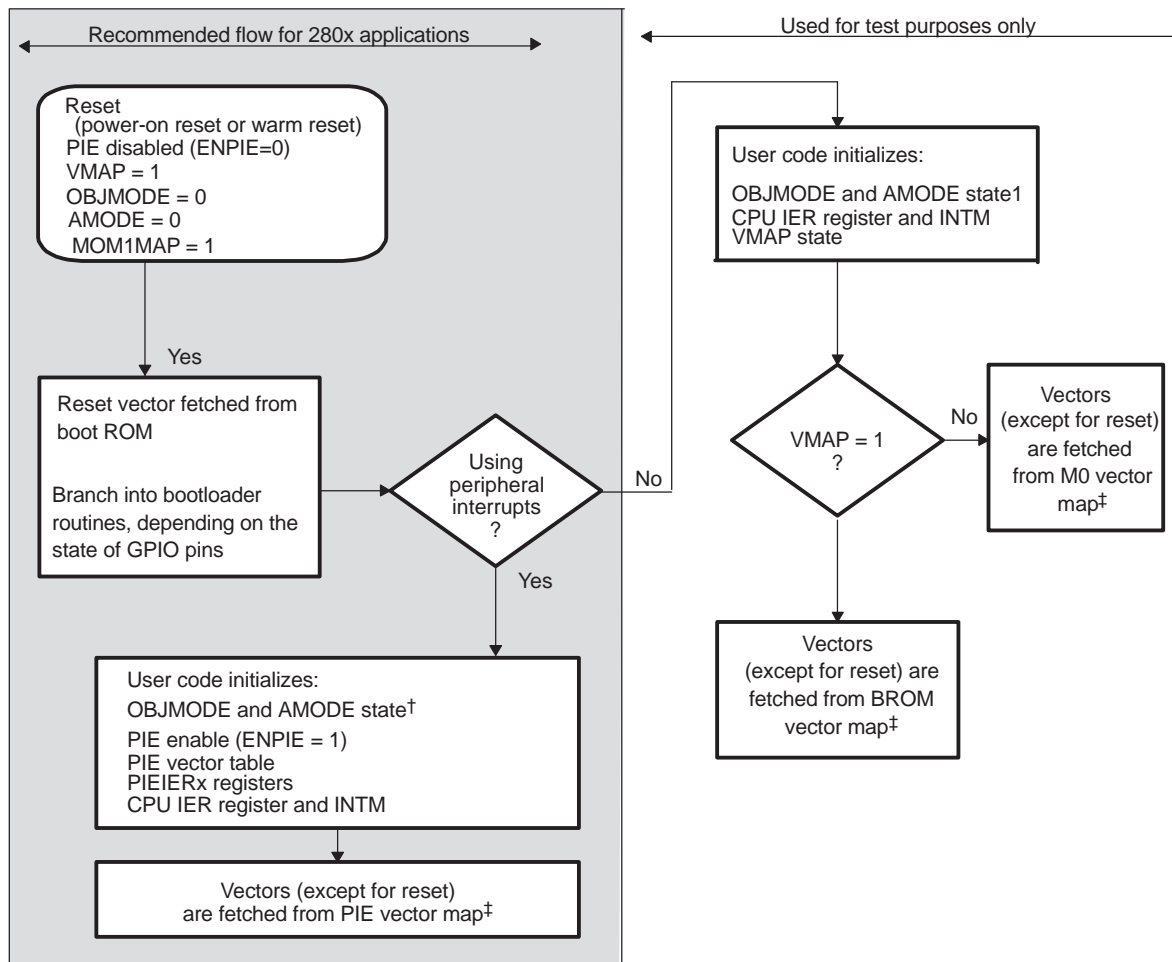 Recommended flow for 280x applications
Used for test purposes only
Reset
(power-on reset or warm reset)
PIE disabled (ENPIE=0)
VMAP = 1
OBJMODE = 0
AMODE = 0
MOM1MAP = 1
Yes
Reset vector fetched from
boot ROM
Branch into bootloader
routines, depending on the
state of GPIO pins
Using
peripheral
interrupts
?
No
Yes
User code initializes:
OBJMODE and AMODE state†
PIE enable (ENPIE = 1)
PIE vector table
PIEIERx registers
CPU IER register and INTM
Vectors (except for reset)
are fetched from PIE vector map‡
User code initializes:
OBJMODE and AMODE state1
CPU IER register and INTM
VMAP state
VMAP = 1
?
No
Vectors
(except for reset)
are fetched
from M0 vector
map‡
Vectors
(except for reset) are
fetched from BROM
vector map‡